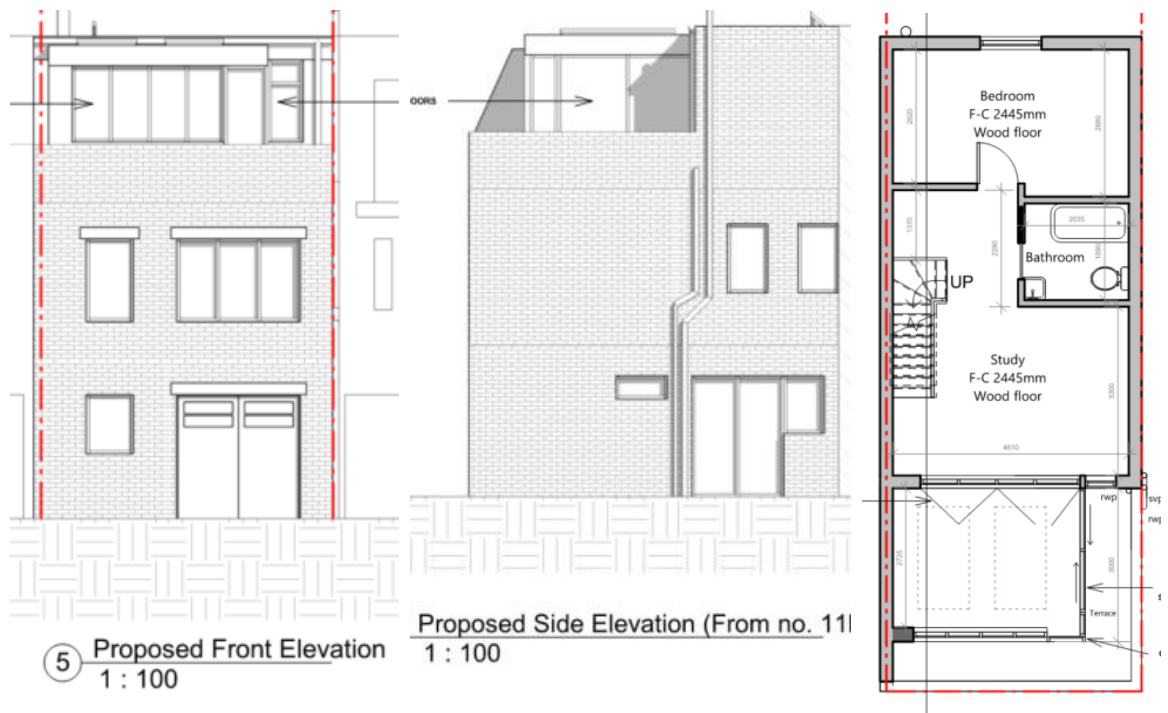 OORS
5
Proposed Front Elevation
1 : 100
Proposed Side Elevation (From no. 11
1 : 100
Bedroom
F-C 2445mm
Wood floor
2620
2880
2035
1370
2280
1690
Bathroom
UP
Study
F-C 2445mm
Wood floor
3300
4610
rwp
svp
rwp
2725
3000
Terrace
s